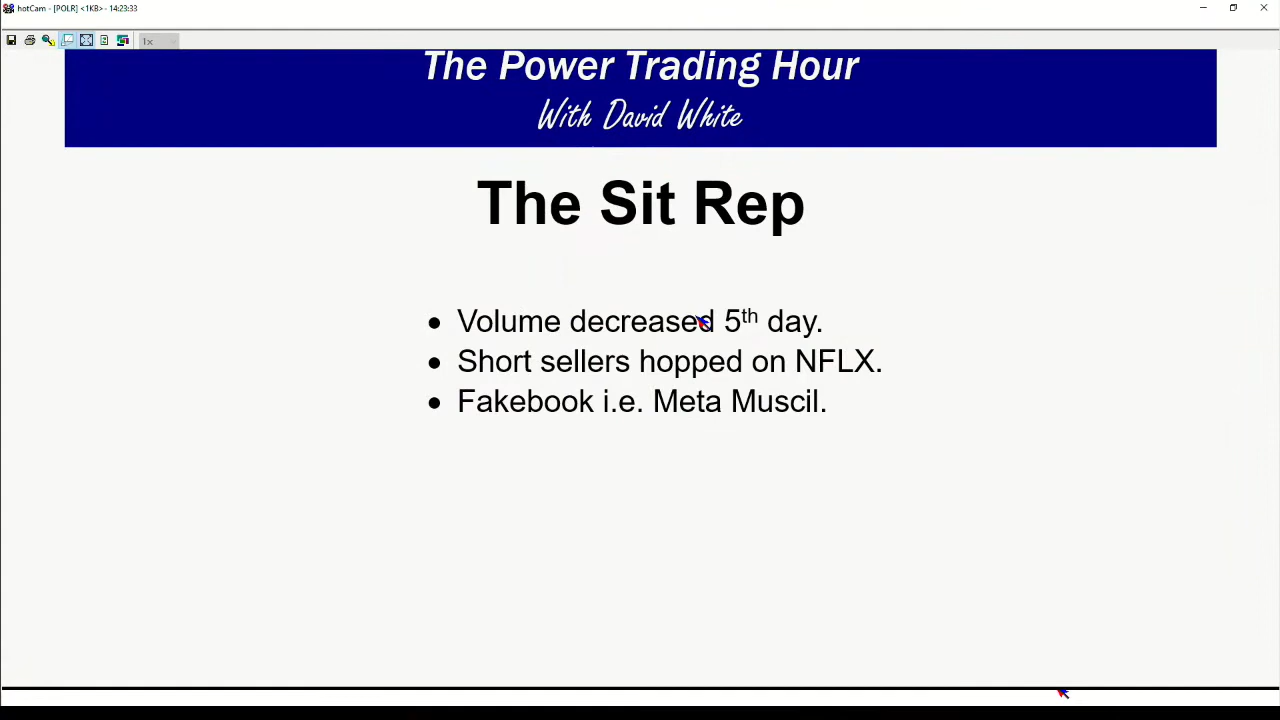 hotCam - [POLR] <1KB> - 14:23:33
1x
The Power Trading Hour
With David White
The Sit Rep
• Volume decreased 5th day.
• Short sellers hopped on NFLX.
• Fakebook i.e. Meta Muscil.